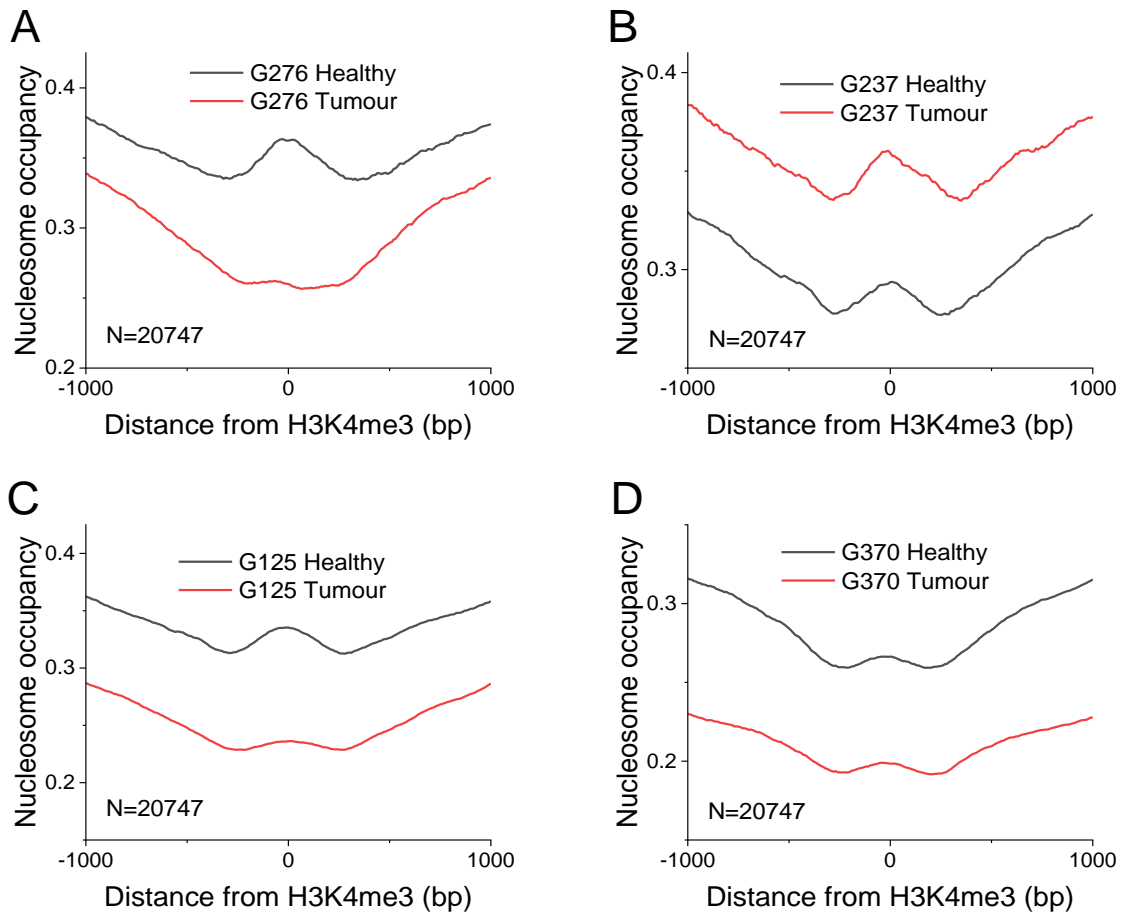 A
Nucleosome occupancy
0.4
0.3
0.2
G276 Healthy
G276 Tumour
N=20747
-1000
0
1000
Distance from H3K4me3 (bp)
B
Nucleosome occupancy
0.4
0.3
G237 Healthy
G237 Tumour
N=20747
-1000
0
1000
Distance from H3K4me3 (bp)
C
Nucleosome occupancy
0.4
0.3
0.2
G125 Healthy
G125 Tumour
N=20747
-1000
0
1000
Distance from H3K4me3 (bp)
D
Nucleosome occupancy
0.3
0.2
G370 Healthy
G370 Tumour
N=20747
-1000
0
1000
Distance from H3K4me3 (bp)